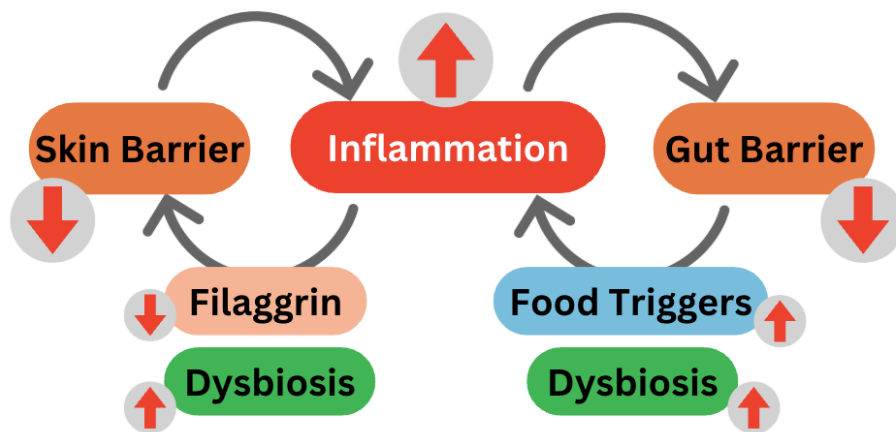 Skin Barrier
Inflammation
Gut Barrier
Filaggrin
Food Triggers
Dysbiosis
Dysbiosis